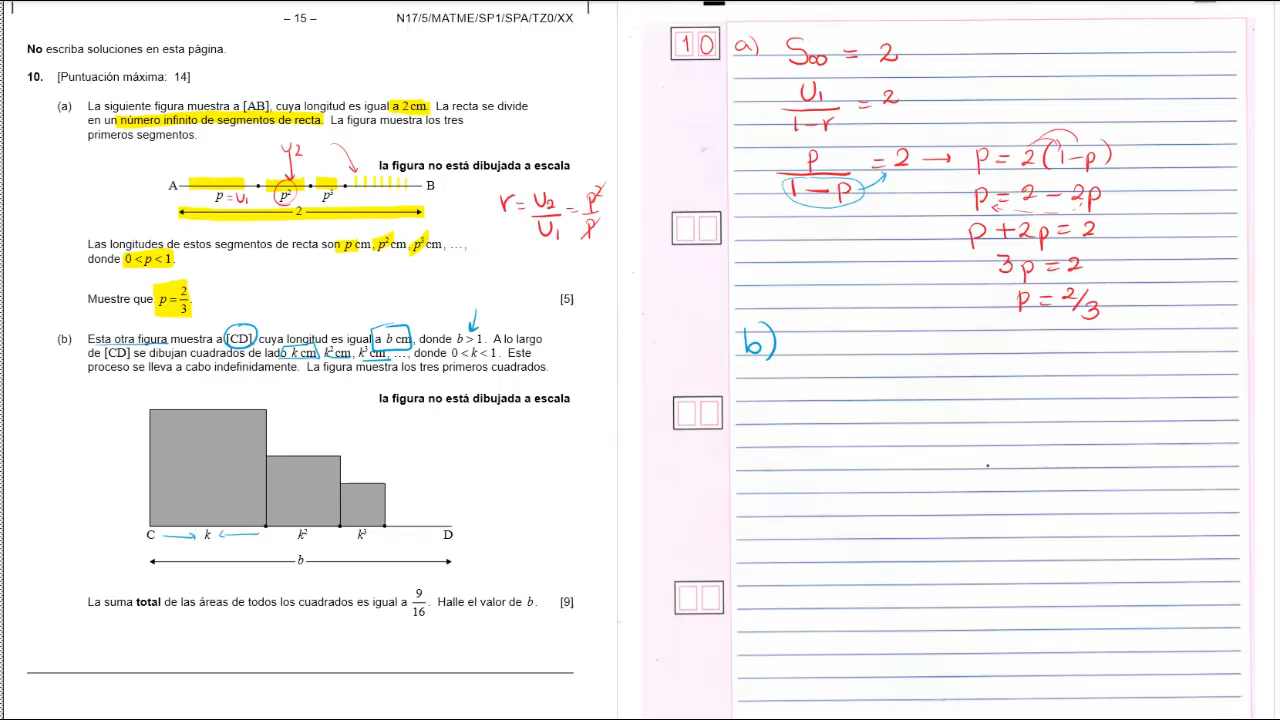 – 15 –
N17/5/MATME/SP1/SPA/TZ0/XX
No escriba soluciones en esta página.
10. [Puntuación máxima: 14]
(a) La siguiente figura muestra a [AB], cuya longitud es igual a 2 cm. La recta se divide
en un número infinito de segmentos de recta. La figura muestra los tres
primeros segmentos.
la figura no está dibujada a escala
A B
p = U₁ p² p³
2
r = U₂/U₁ = p²/p
Las longitudes de estos segmentos de recta son p cm, p² cm, p³ cm, …,
donde 0 < p < 1.
Muestre que p = 2/3. [5]
(b) Esta otra figura muestra a [CD], cuya longitud es igual a b cm, donde b > 1. A lo largo
de [CD] se dibujan cuadrados de lado k cm, k² cm, k³ cm, …, donde 0 < k < 1. Este
proceso se lleva a cabo indefinidamente. La figura muestra los tres primeros cuadrados.
la figura no está dibujada a escala
C k k² k³ D
b
La suma total de las áreas de todos los cuadrados es igual a 9/16. Halle el valor de b. [9]
10 a) S∞ = 2
U₁/1-r = 2
p/1-p = 2 → p = 2(1-p)
p = 2 - 2p
p + 2p = 2
3p = 2
p = 2/3
b)